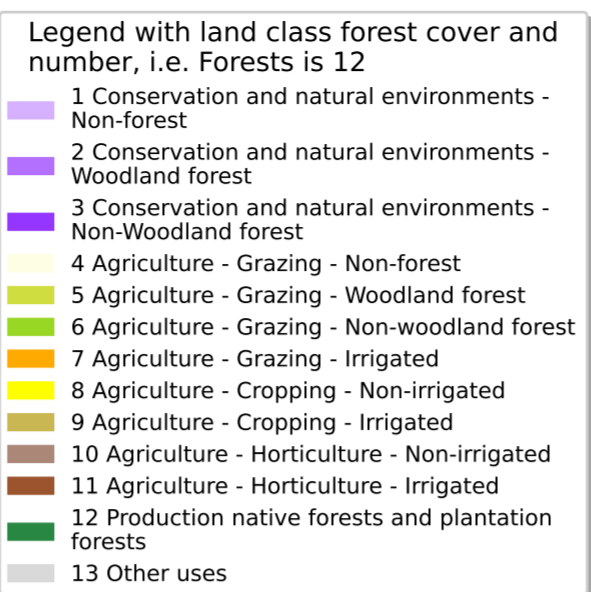 Legend with land class forest cover and
number, i.e. Forests is 12
1 Conservation and natural environments -
Non-forest
2 Conservation and natural environments -
Woodland forest
3 Conservation and natural environments -
Non-Woodland forest
4 Agriculture - Grazing - Non-forest
5 Agriculture - Grazing - Woodland forest
6 Agriculture - Grazing - Non-woodland forest
7 Agriculture - Grazing - Irrigated
8 Agriculture - Cropping - Non-irrigated
9 Agriculture - Cropping - Irrigated
10 Agriculture - Horticulture - Non-irrigated
11 Agriculture - Horticulture - Irrigated
12 Production native forests and plantation
forests
13 Other uses